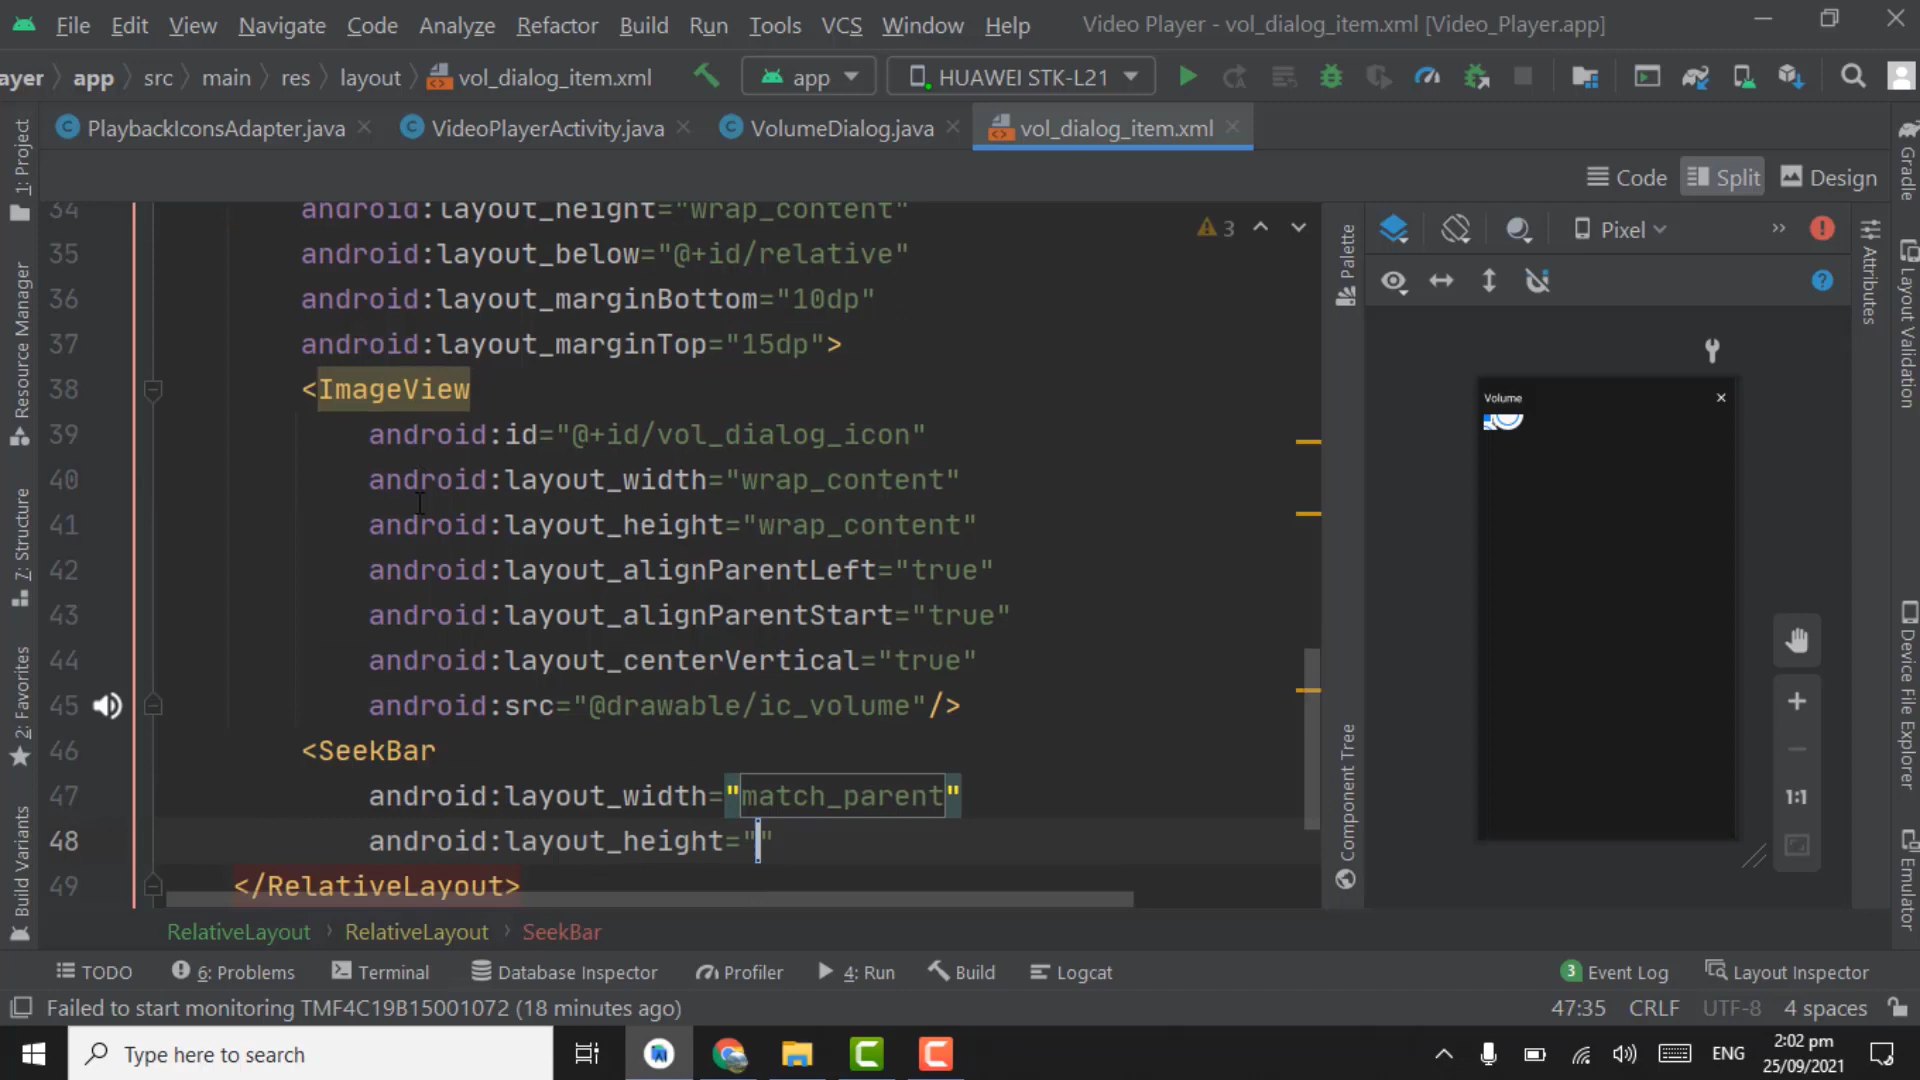 File Edit View Navigate Code Analyze Refactor Build Run Tools VCS Window Help Video Player - vol_dialog_item.xml [Video_Player.app]
ayer app src main res layout vol_dialog_item.xml app HUAWEI STK-L21
PlaybackIconsAdapter.java VideoPlayerActivity.java VolumeDialog.java vol_dialog_item.xml
Code Split Design
34 android:layout_height="wrap_content"
35 android:layout_below="@+id/relative"
36 android:layout_marginBottom="10dp"
37 android:layout_marginTop="15dp">
38 <ImageView
39 android:id="@+id/vol_dialog_icon"
40 android:layout_width="wrap_content"
41 android:layout_height="wrap_content"
42 android:layout_alignParentLeft="true"
43 android:layout_alignParentStart="true"
44 android:layout_centerVertical="true"
45 android:src="@drawable/ic_volume"/>
46 <SeekBar
47 android:layout_width="match_parent"
48 android:layout_height=""
49 </RelativeLayout>
3
RelativeLayout RelativeLayout SeekBar
1: Project
Resource Manager
7: Structure
2: Favorites
Build Variants
Palette
Component Tree
Pixel
Volume
1:1
Attributes
Gradle
Layout Validation
Device File Explorer
Emulator
TODO 6: Problems Terminal Database Inspector Profiler 4: Run Build Logcat 3 Event Log Layout Inspector
Failed to start monitoring TMF4C19B15001072 (18 minutes ago) 47:35 CRLF UTF-8 4 spaces
Type here to search ENG 2:02 pm
25/09/2021